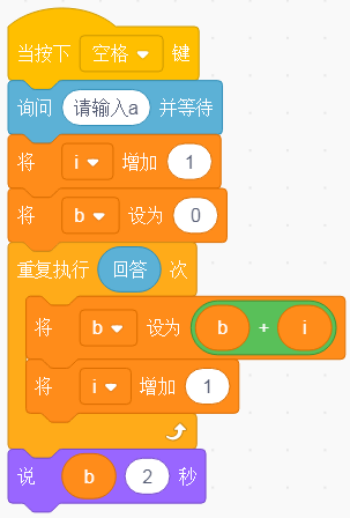 当按下 空格 键
询问 请输入a 并等待
将 i 增加 1
将 b 设为 0
重复执行 回答 次
将 b 设为 b + i
将 i 增加 1
说 b 2 秒